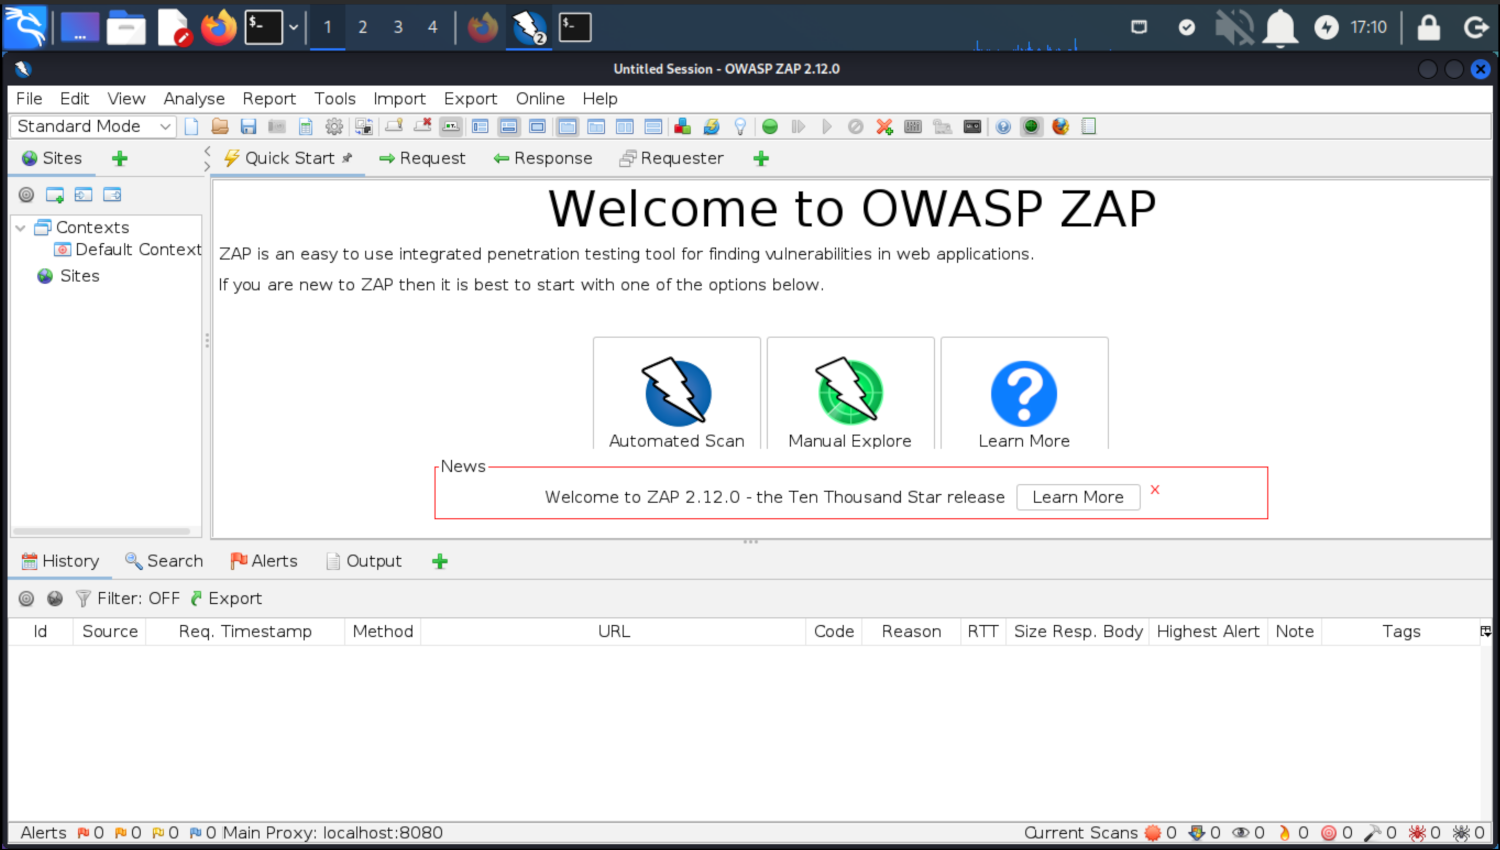 $-
1 2 3 4
$-
17:10
Untitled Session - OWASP ZAP 2.12.0
File Edit View Analyse Report Tools Import Export Online Help
Standard Mode
Sites
Quick Start Request Response Requester
Contexts
Default Context
Sites
Welcome to OWASP ZAP
ZAP is an easy to use integrated penetration testing tool for finding vulnerabilities in web applications.
If you are new to ZAP then it is best to start with one of the options below.
Automated Scan Manual Explore Learn More
News
Welcome to ZAP 2.12.0 - the Ten Thousand Star release Learn More X
History Search Alerts Output
Filter: OFF Export
Id Source Req. Timestamp Method URL Code Reason RTT Size Resp. Body Highest Alert Note Tags
Alerts 0 0 0 0 Main Proxy: localhost:8080 Current Scans 0 0 0 0 0 0 0 0